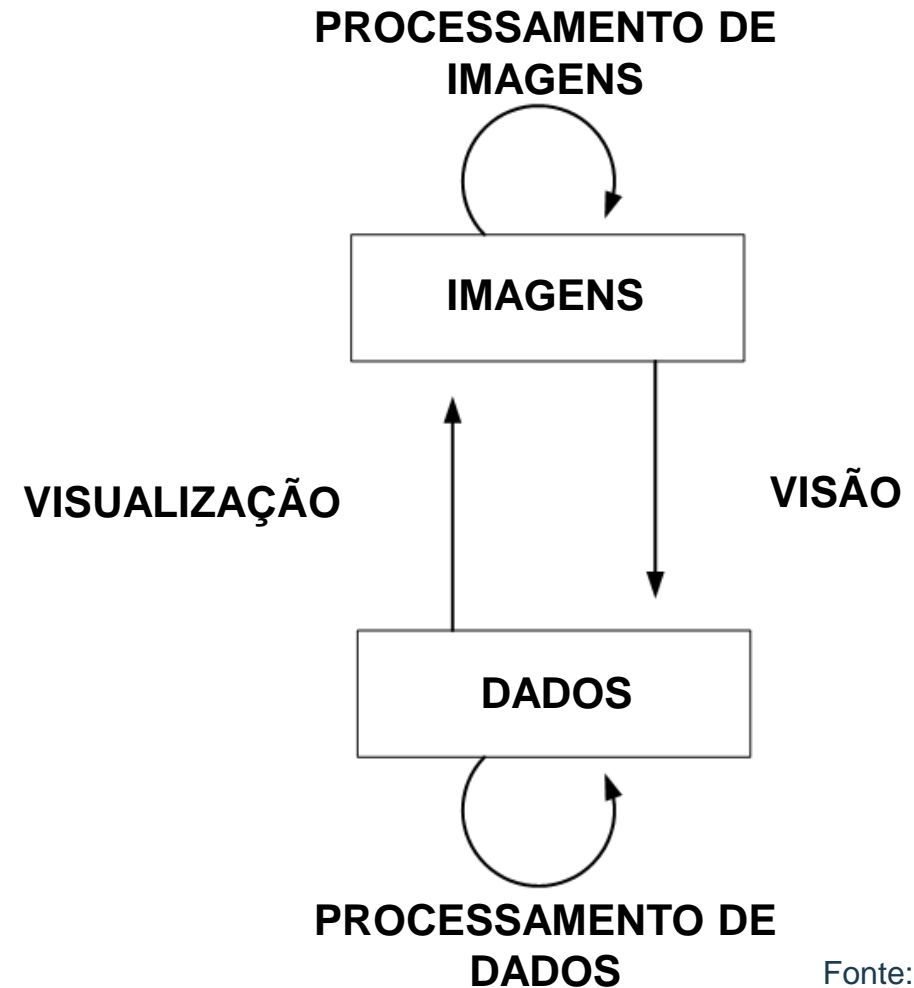 PROCESSAMENTO DE
IMAGENS
IMAGENS
VISUALIZAÇÃO
VISÃO
DADOS
PROCESSAMENTO DE
DADOS
Fonte: